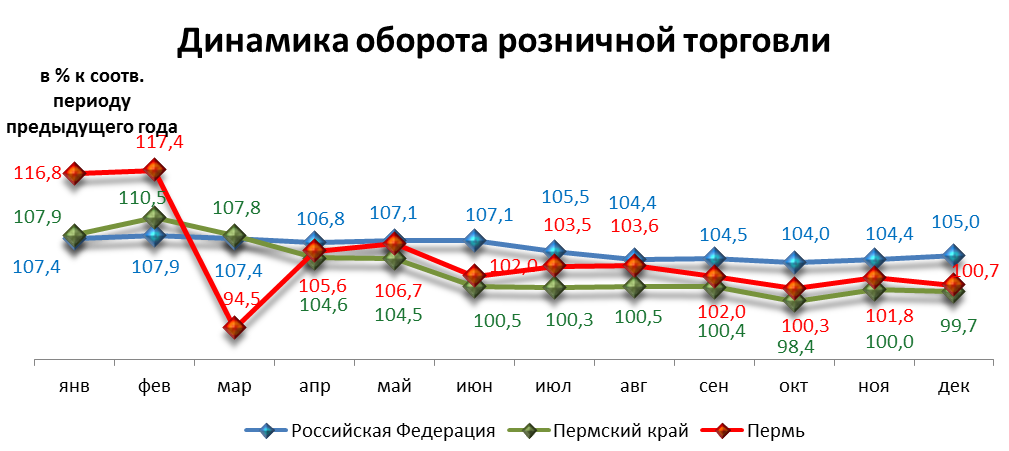 Динамика оборота розничной торговли
в % к соотв.
периоду
предыдущего года
116,8 117,4 94,5 105,6 106,7 102,0 103,5 103,6 102,0 100,3 101,8 100,7
107,9 110,5 107,8 104,6 104,5 100,5 100,3 100,5 100,4 98,4 100,0 99,7
107,4 107,9 107,4 106,8 107,1 107,1 105,5 104,4 104,5 104,0 104,4 105,0
янв фев мар апр май июн июл авг сен окт ноя дек
Российская Федерация Пермский край Пермь